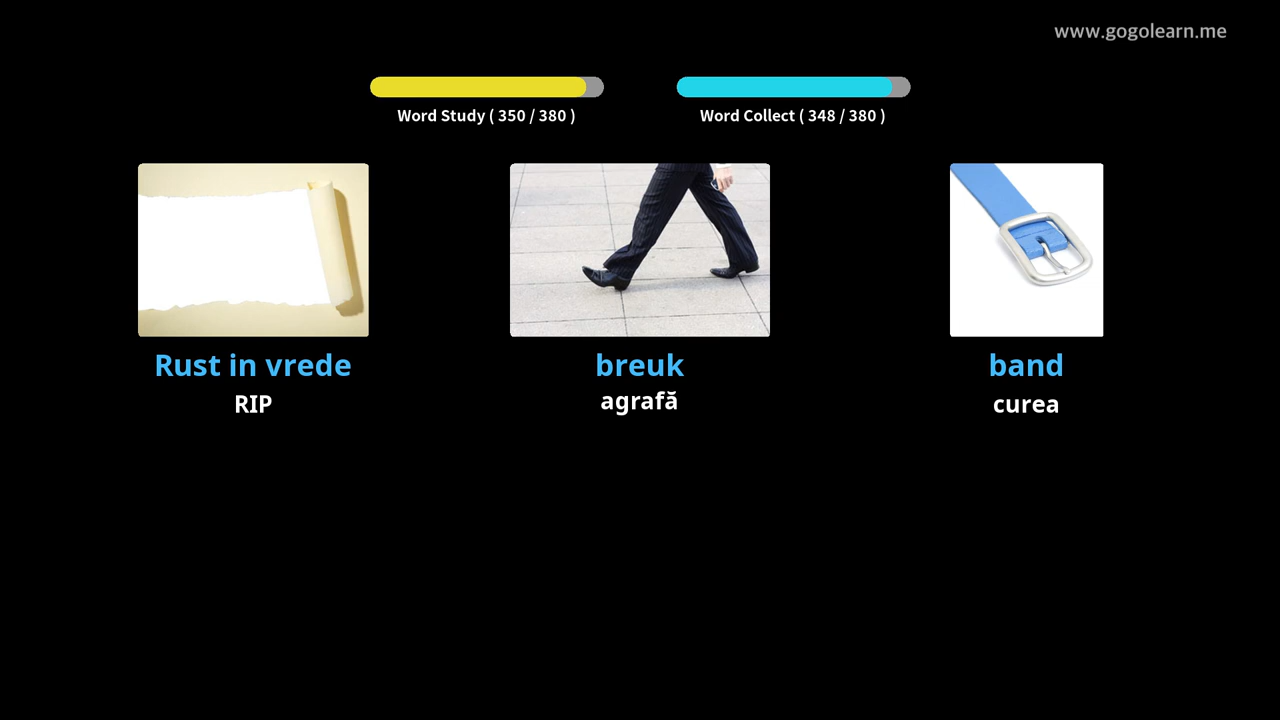 www.gogolearn.me
Word Study ( 350 / 380 )
Word Collect ( 348 / 380 )
Rust in vrede
breuk
band
RIP
agrafă
curea